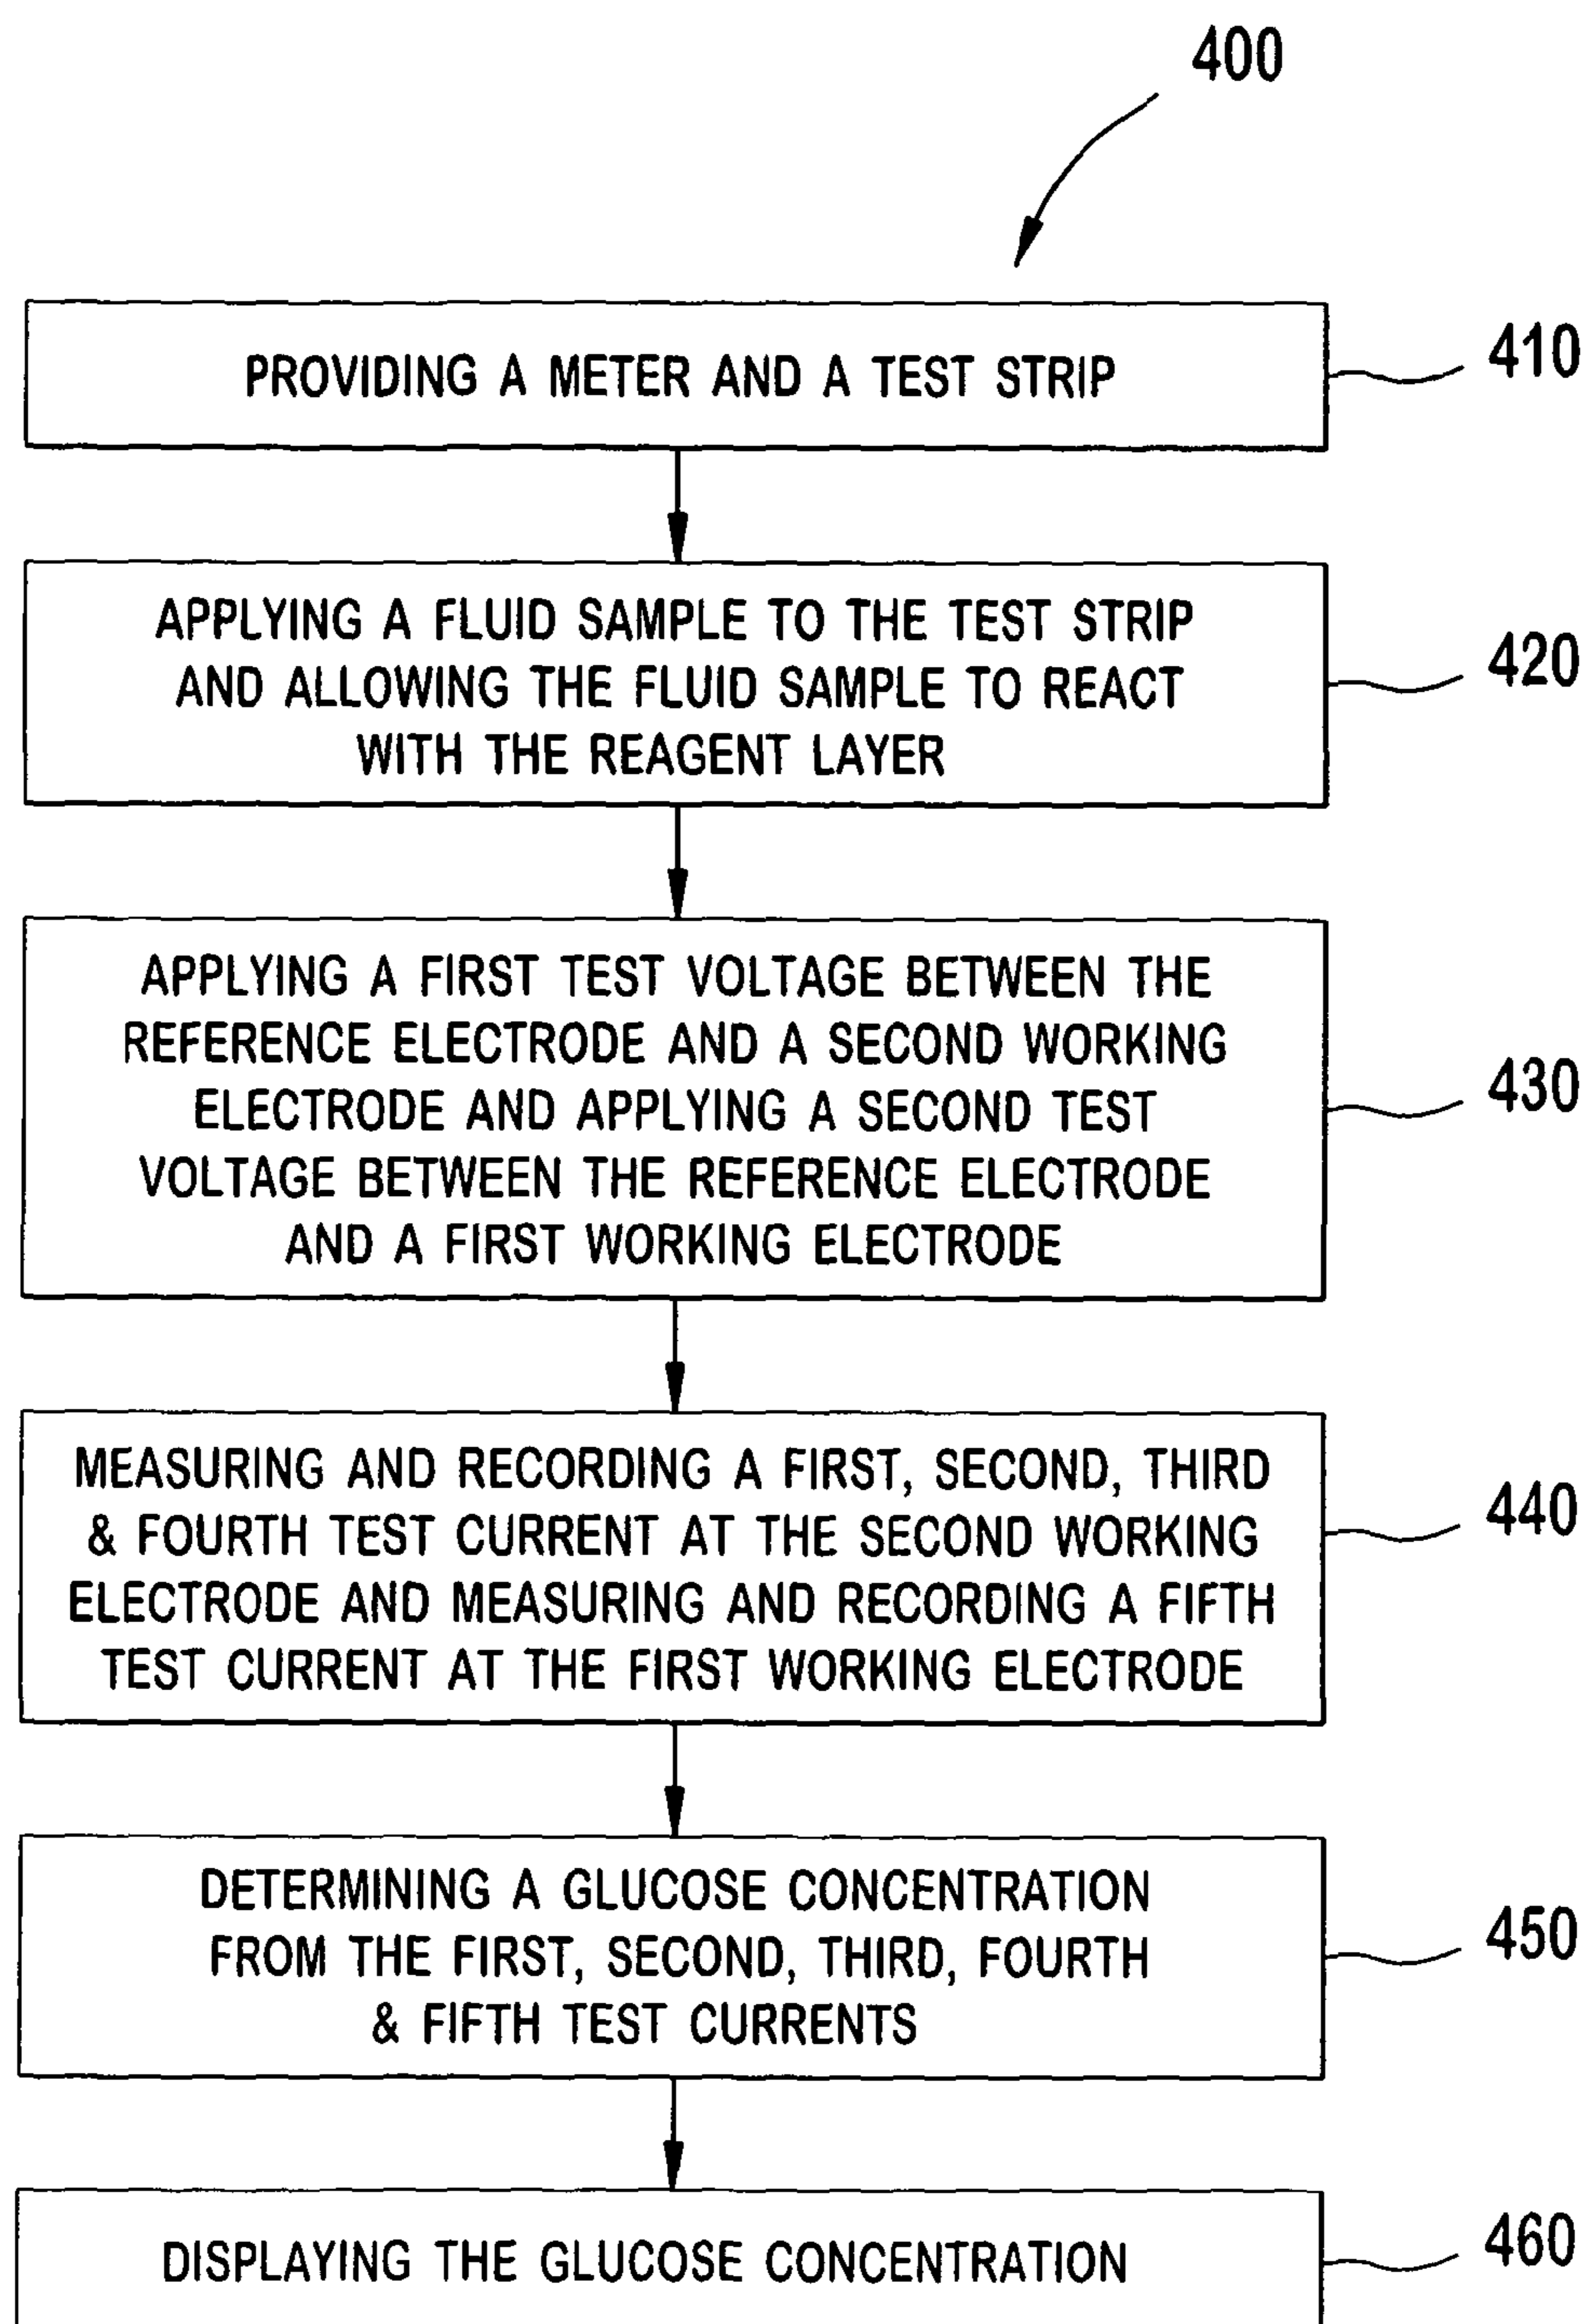 400
PROVIDING A METER AND A TEST STRIP
410
APPLYING A FLUID SAMPLE TO THE TEST STRIP
AND ALLOWING THE FLUID SAMPLE TO REACT
WITH THE REAGENT LAYER
420
APPLYING A FIRST TEST VOLTAGE BETWEEN THE
REFERENCE ELECTRODE AND A SECOND WORKING
ELECTRODE AND APPLYING A SECOND TEST
VOLTAGE BETWEEN THE REFERENCE ELECTRODE
AND A FIRST WORKING ELECTRODE
430
MEASURING AND RECORDING A FIRST, SECOND, THIRD
& FOURTH TEST CURRENT AT THE SECOND WORKING
ELECTRODE AND MEASURING AND RECORDING A FIFTH
TEST CURRENT AT THE FIRST WORKING ELECTRODE
440
DETERMINING A GLUCOSE CONCENTRATION
FROM THE FIRST, SECOND, THIRD, FOURTH
& FIFTH TEST CURRENTS
450
DISPLAYING THE GLUCOSE CONCENTRATION
460